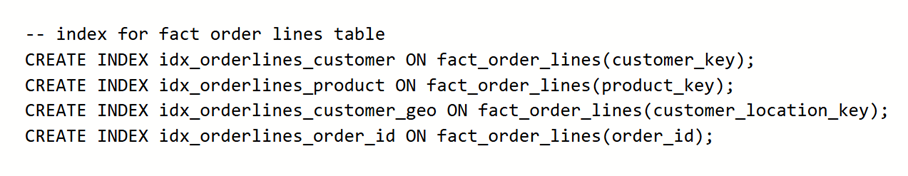 -- index for fact order lines table
CREATE INDEX idx_orderlines_customer ON fact_order_lines(customer_key);
CREATE INDEX idx_orderlines_product ON fact_order_lines(product_key);
CREATE INDEX idx_orderlines_customer_geo ON fact_order_lines(customer_location_key);
CREATE INDEX idx_orderlines_order_id ON fact_order_lines(order_id);